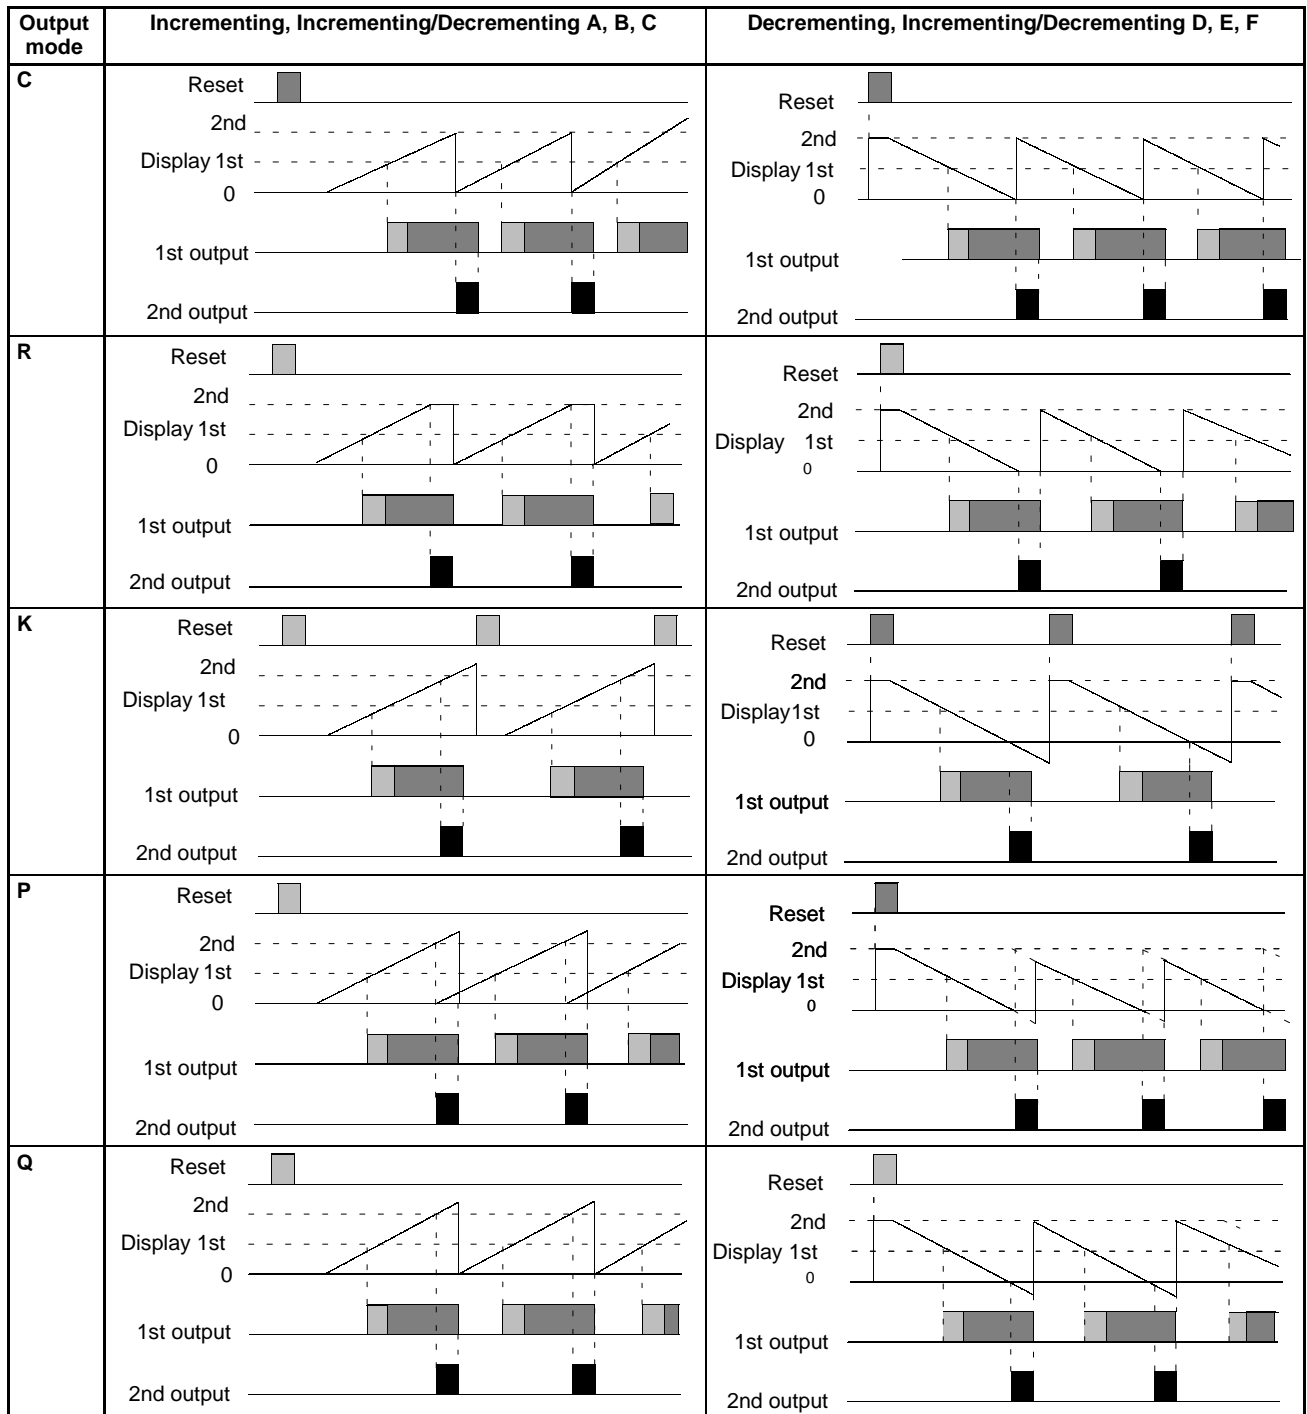 Output mode
Incrementing, Incrementing/Decrementing A, B, C
Decrementing, Incrementing/Decrementing D, E, F
C
Reset
2nd
Display 1st
0
1st output
2nd output
Reset
2nd
Display 1st
0
1st output
2nd output
R
Reset
2nd
Display 1st
0
1st output
2nd output
Reset
2nd
Display 1st
0
1st output
2nd output
K
Reset
2nd
Display 1st
0
1st output
2nd output
Reset
2nd
Display1st
0
1st output
2nd output
P
Reset
2nd
Display 1st
0
1st output
2nd output
Reset
2nd
Display 1st
0
1st output
2nd output
Q
Reset
2nd
Display 1st
0
1st output
2nd output
Reset
2nd
Display 1st
0
1st output
2nd output